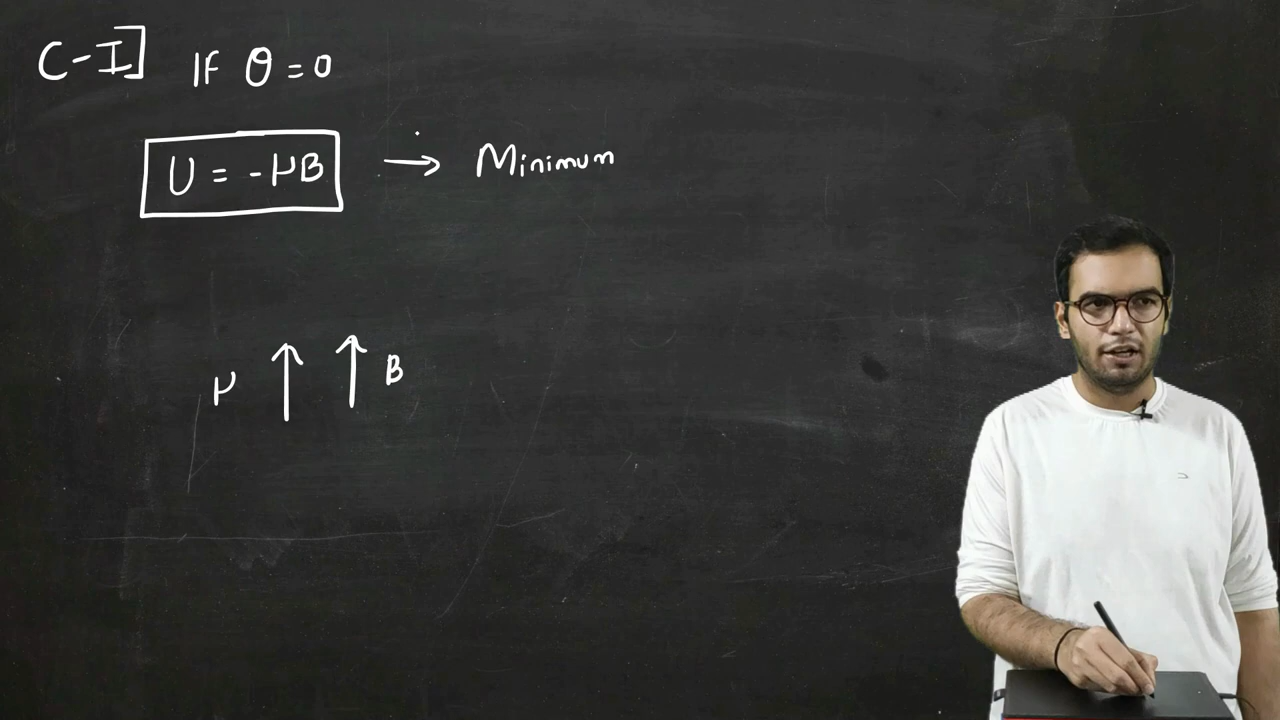 C-I] IF θ = 0
U = -μB → Minimum
μ ↑ ↑ B